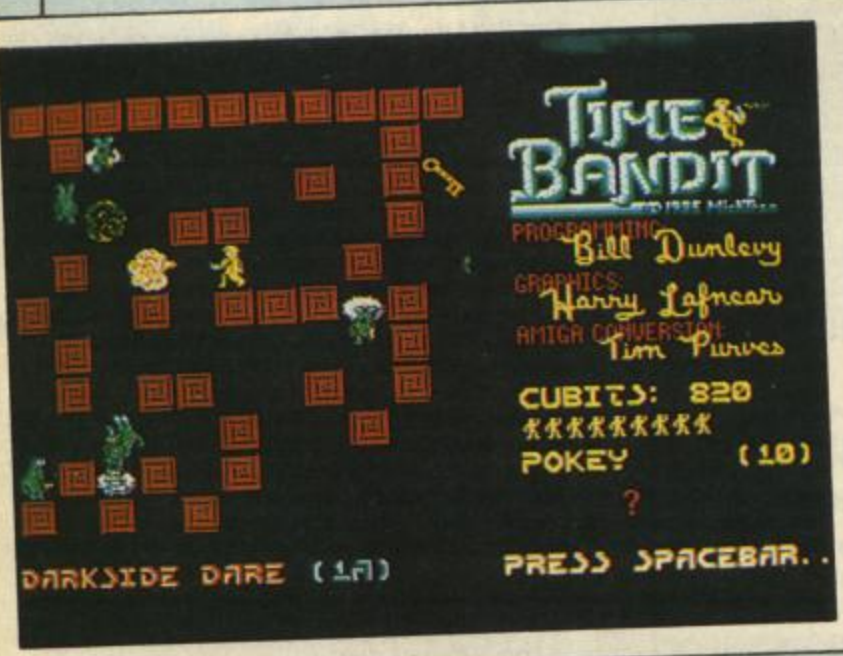 TIME
BANDIT
© 1985 MichTron
PROGRAMMING:
Bill Dunlevy
GRAPHICS:
Harry Lafnear
AMIGA CONVERSION:
Tim Purves
CUBITS: 820
POKEY (10)
?
DARKSIDE DARE (1A)
PRESS SPACEBAR..